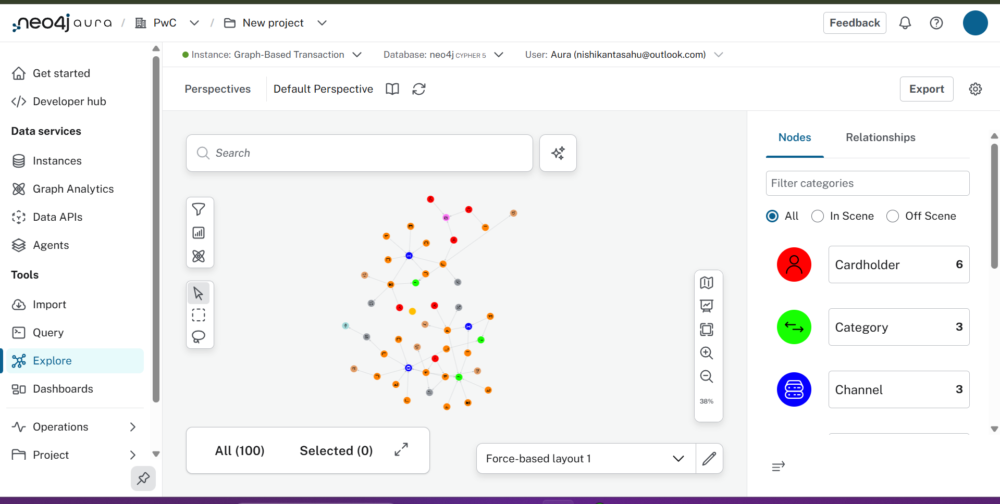 neo4j aura / PwC / New project
Feedback
Instance: Graph-Based Transaction
Database: neo4j CYPHER 5
User: Aura (nishikantasahu@outlook.com)
Get started
Developer hub
Data services
Instances
Graph Analytics
Data APIs
Agents
Tools
Import
Query
Explore
Dashboards
Operations
Project
Perspectives
Default Perspective
Export
Search
38%
All (100)
Selected (0)
Force-based layout 1
Nodes
Relationships
Filter categories
All
In Scene
Off Scene
Cardholder 6
Category 3
Channel 3